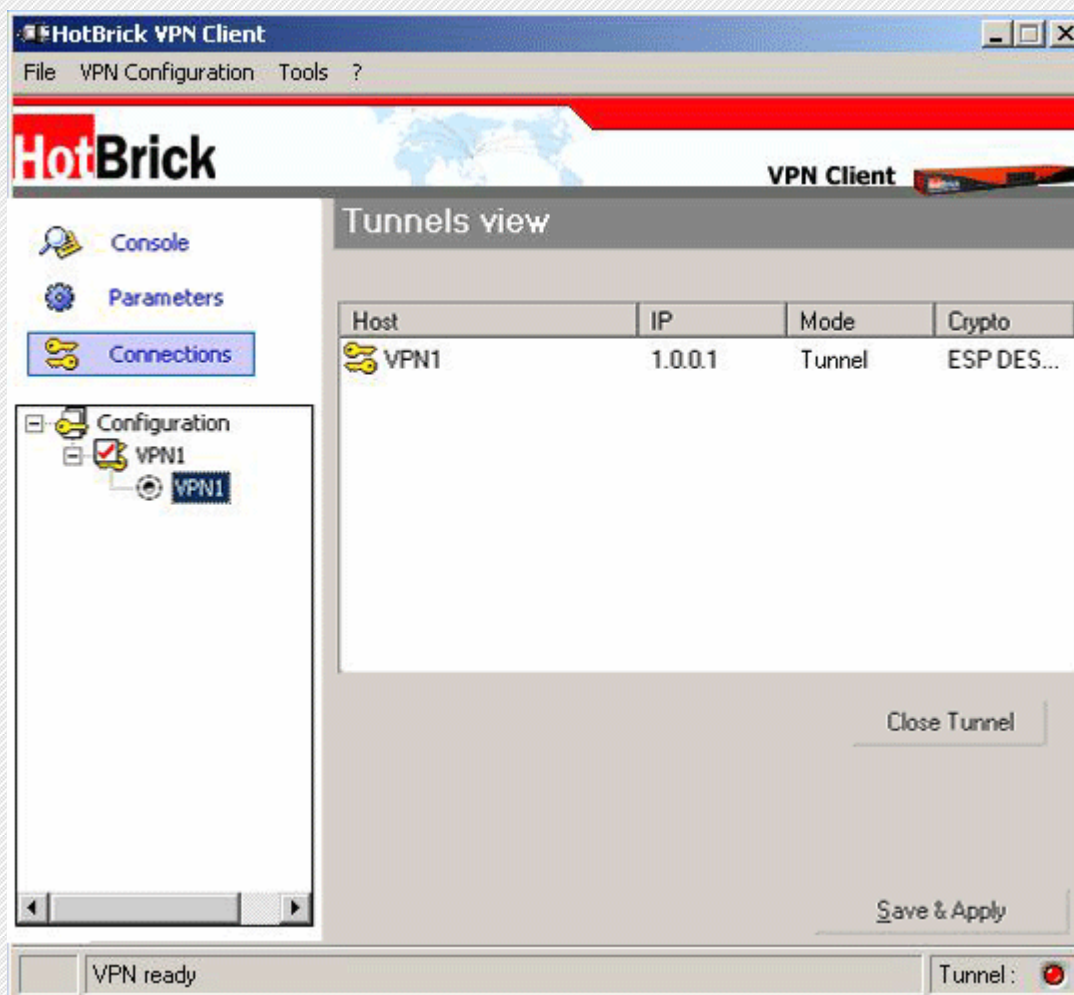 HotBrick VPN Client
File VPN Configuration Tools ?
HotBrick
VPN Client
Console
Parameters
Connections
Configuration
VPN1
VPN1
Tunnels view
Host IP Mode Crypto
VPN1 1.0.0.1 Tunnel ESP DES...
Close Tunnel
Save & Apply
VPN ready Tunnel :